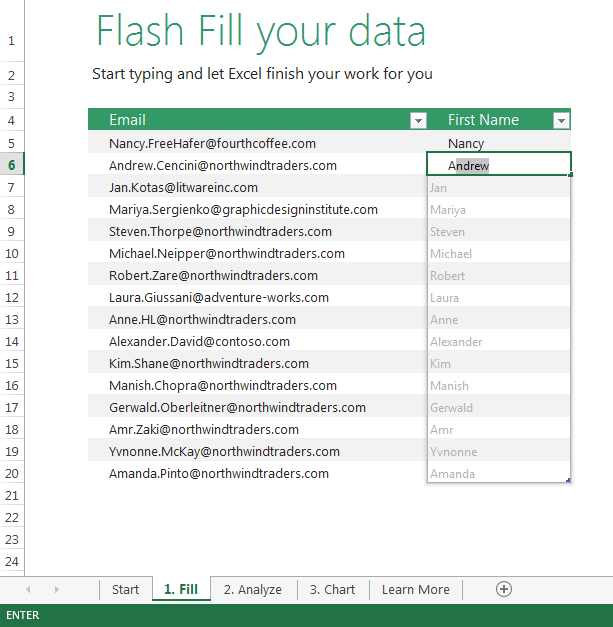 Flash Fill your data
Start typing and let Excel finish your work for you
1
2
3
4 Email First Name
5 Nancy.FreeHafer@fourthcoffee.com Nancy
6 Andrew.Cencini@northwindtraders.com Andrew
7 Jan.Kotas@litwareinc.com Jan
8 Mariya.Sergienko@graphicdesigninstitute.com Mariya
9 Steven.Thorpe@northwindtraders.com Steven
10 Michael.Neipper@northwindtraders.com Michael
11 Robert.Zare@northwindtraders.com Robert
12 Laura.Giussani@adventure-works.com Laura
13 Anne.HL@northwindtraders.com Anne
14 Alexander.David@contoso.com Alexander
15 Kim.Shane@northwindtraders.com Kim
16 Manish.Chopra@northwindtraders.com Manish
17 Gerwald.Oberleitner@northwindtraders.com Gerwald
18 Amr.Zaki@northwindtraders.com Amr
19 Yvnonne.McKay@northwindtraders.com Yvnonne
20 Amanda.Pinto@northwindtraders.com Amanda
21
22
23
24
Start 1. Fill 2. Analyze 3. Chart Learn More
ENTER